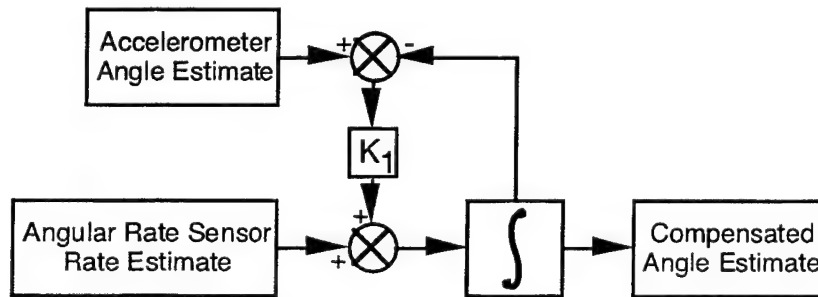 Accelerometer
Angle Estimate
+
-
K1
+
+
Angular Rate Sensor
Rate Estimate
∫
Compensated
Angle Estimate